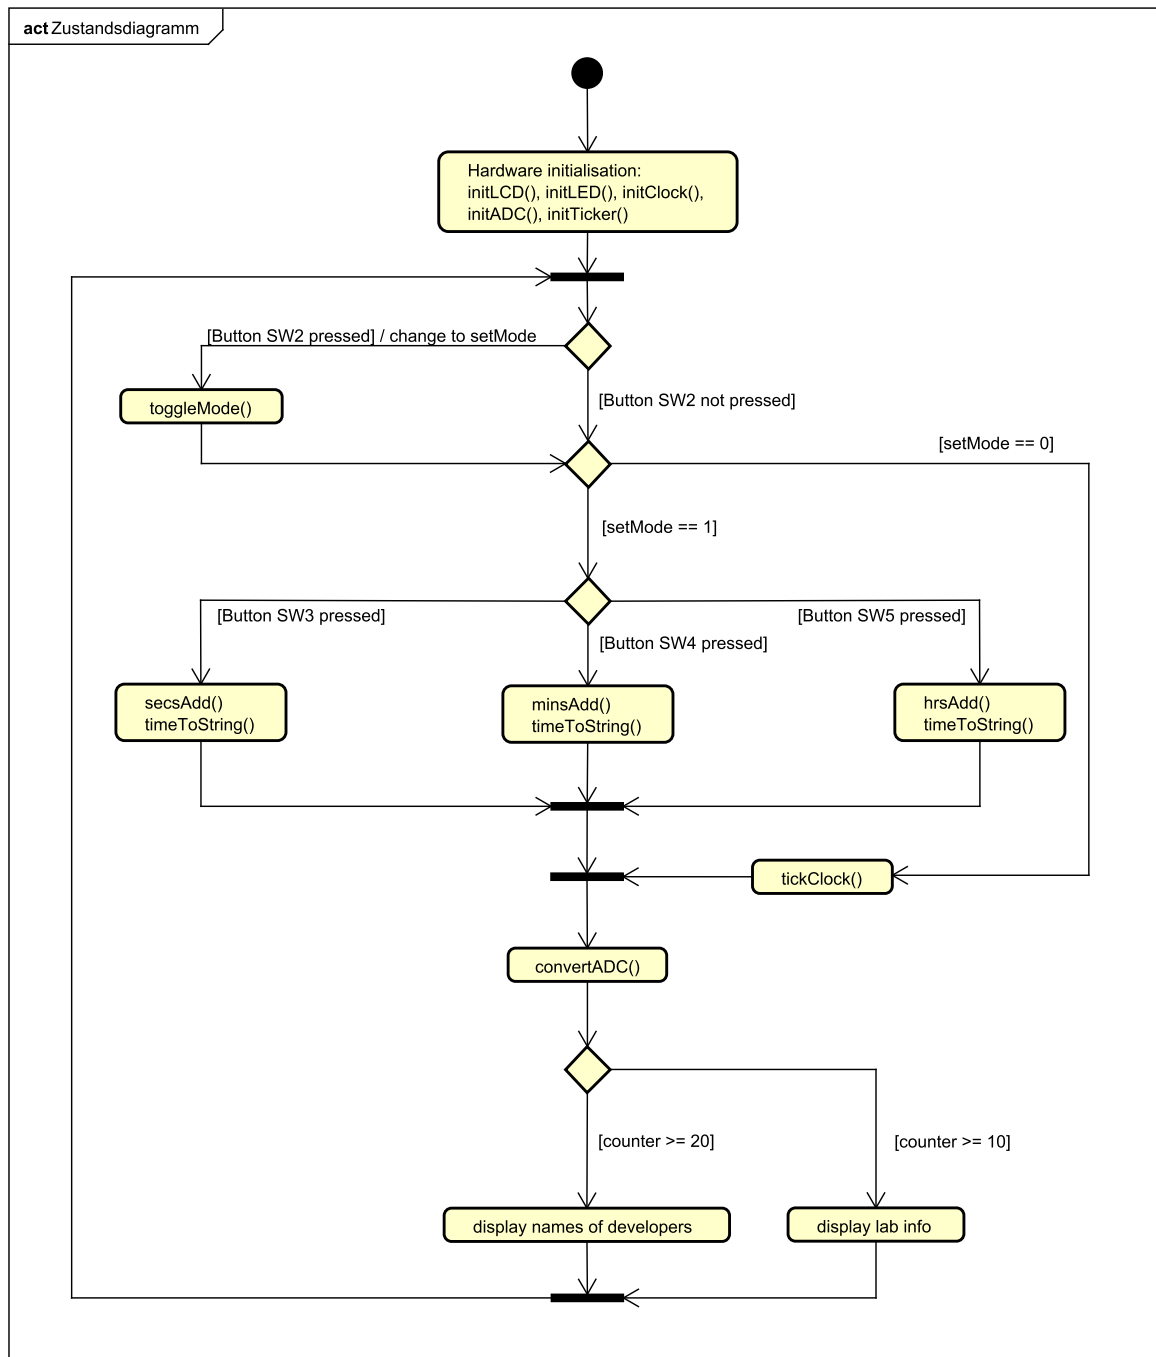 act Zustandsdiagramm
Hardware initialisation:
initLCD(), initLED(), initClock(),
initADC(), initTicker()
[Button SW2 pressed] / change to setMode
toggleMode()
[Button SW2 not pressed]
[setMode == 0]
[setMode == 1]
[Button SW3 pressed]
[Button SW4 pressed]
[Button SW5 pressed]
secsAdd()
timeToString()
minsAdd()
timeToString()
hrsAdd()
timeToString()
tickClock()
convertADC()
[counter >= 20]
[counter >= 10]
display names of developers
display lab info